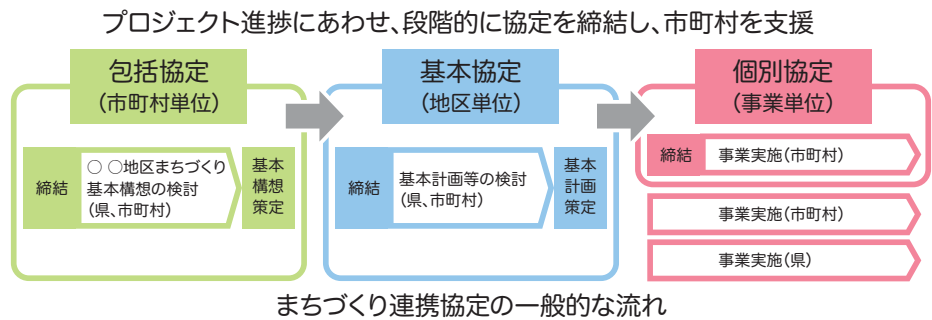 プロジェクト進捗にあわせ、段階的に協定を締結し、市町村を支援
包括協定
（市町村単位）
締結
○ ○地区まちづくり
基本構想の検討
（県、市町村）
基本
構想
策定
基本協定
（地区単位）
締結
基本計画等の検討
（県、市町村）
基本
計画
策定
個別協定
（事業単位）
締結
事業実施（市町村）
事業実施（市町村）
事業実施（県）
まちづくり連携協定の一般的な流れ